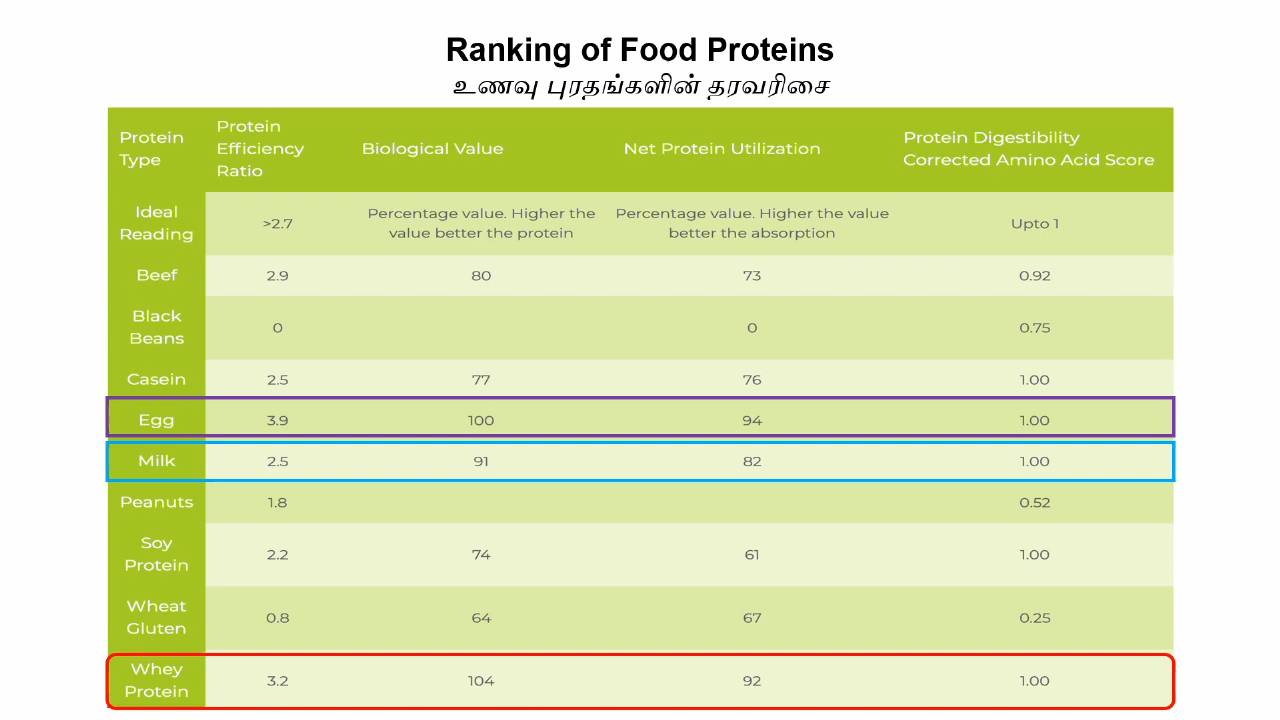 Ranking of Food Proteins
உணவு புரதங்களின் தரவரிசை
Protein Type Protein Efficiency Ratio Biological Value Net Protein Utilization Protein Digestibility Corrected Amino Acid Score
Ideal Reading >2.7 Percentage value. Higher the value better the protein Percentage value. Higher the value better the absorption Upto 1
Beef 2.9 80 73 0.92
Black Beans 0 0 0.75
Casein 2.5 77 76 1.00
Egg 3.9 100 94 1.00
Milk 2.5 91 82 1.00
Peanuts 1.8 0.52
Soy Protein 2.2 74 61 1.00
Wheat Gluten 0.8 64 67 0.25
Whey Protein 3.2 104 92 1.00